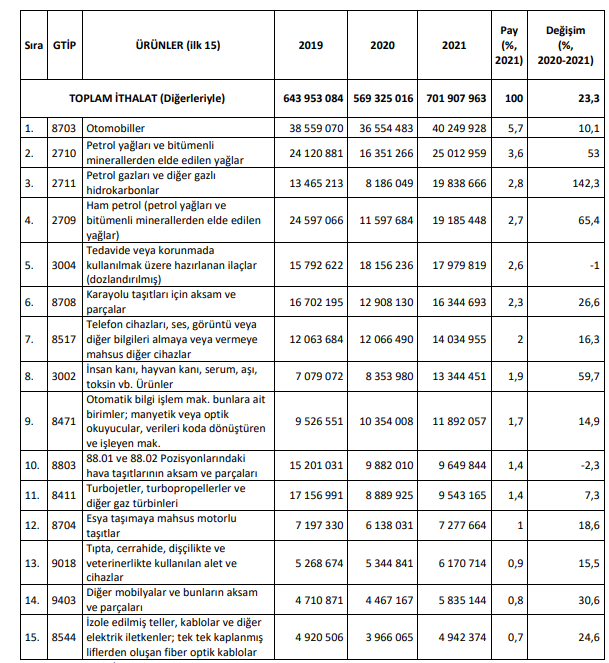 Sıra GTİP ÜRÜNLER (ilk 15) 2019 2020 2021 Pay (%, 2021) Değişim (%, 2020-2021)
TOPLAM İTHALAT (Diğerleriyle) 643 953 084 569 325 016 701 907 963 100 23,3
1. 8703 Otomobiller 38 559 070 36 554 483 40 249 928 5,7 10,1
2. 2710 Petrol yağları ve bitümenli
minerallerden elde edilen yağlar 24 120 881 16 351 266 25 012 959 3,6 53
3. 2711 Petrol gazları ve diğer gazlı
hidrokarbonlar 13 465 213 8 186 049 19 838 666 2,8 142,3
4. 2709 Ham petrol (petrol yağları ve
bitümenli minerallerden elde edilen
yağlar) 24 597 066 11 597 684 19 185 448 2,7 65,4
5. 3004 Tedavide veya korunmada
kullanılmak üzere hazırlanan ilaçlar
(dozlandırılmış) 15 792 622 18 156 236 17 979 819 2,6 -1
6. 8708 Karayolu taşıtları için aksam ve
parçalar 16 702 195 12 908 130 16 344 693 2,3 26,6
7. 8517 Telefon cihazları, ses, görüntü veya
diğer bilgileri almaya veya vermeye
mahsus diğer cihazlar 12 063 684 12 066 490 14 034 955 2 16,3
8. 3002 İnsan kanı, hayvan kanı, serum, aşı,
toksin vb. Ürünler 7 079 072 8 353 980 13 344 451 1,9 59,7
9. 8471 Otomatik bilgi işlem mak. bunlara ait
birimler; manyetik veya optik
okuyucular, verileri koda dönüştüren
ve işleyen mak. 9 526 551 10 354 008 11 892 057 1,7 14,9
10. 8803 88.01 ve 88.02 Pozisyonlarındaki
hava taşıtlarının aksam ve parçaları 15 201 031 9 882 010 9 649 844 1,4 -2,3
11. 8411 Turbojetler, turbopropellerler ve
diğer gaz türbinleri 17 156 991 8 889 925 9 543 165 1,4 7,3
12. 8704 Esya taşımaya mahsus motorlu
taşıtlar 7 197 330 6 138 031 7 277 664 1 18,6
13. 9018 Tıpta, cerrahide, dişçilikte ve
veterinerlikte kullanılan alet ve
cihazlar 5 268 674 5 344 841 6 170 714 0,9 15,5
14. 9403 Diğer mobilyalar ve bunların aksam
ve parçaları 4 710 871 4 467 167 5 835 144 0,8 30,6
15. 8544 İzole edilmiş teller, kablolar ve diğer
elektrik iletkenler; tek tek kaplanmış
liflerden oluşan fiber optik kablolar 4 920 506 3 966 065 4 942 374 0,7 24,6